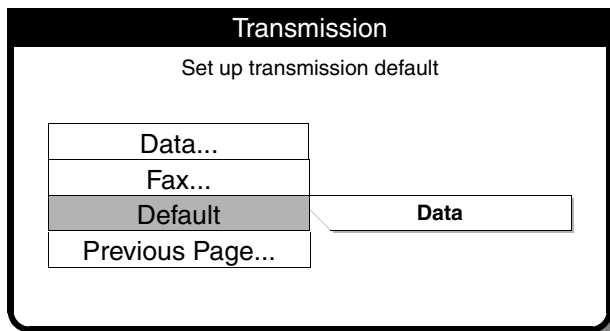 Transmission
Set up transmission default
Data...
Fax...
Default
Data
Previous Page...